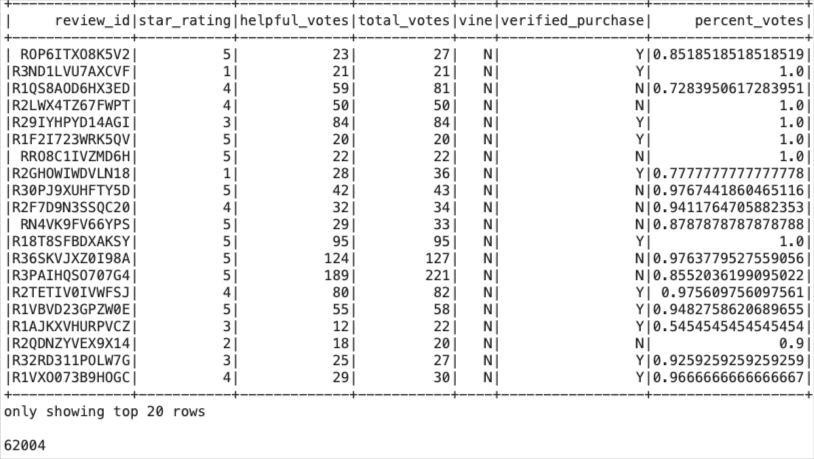 +--------------+-----------+-------------+-----------+----+-----------------+------------------+
|     review_id|star_rating|helpful_votes|total_votes|vine|verified_purchase|     percent_votes|
+--------------+-----------+-------------+-----------+----+-----------------+------------------+
| ROP6ITXO8K5V2|          5|           23|         27|   N|                Y|0.8518518518518519|
|R3ND1LVU7AXCVF|          1|           21|         21|   N|                Y|               1.0|
|R1QS8AOD6HX3ED|          4|           59|         81|   N|                N|0.7283950617283951|
|R2LWX4TZ67FWPT|          4|           50|         50|   N|                N|               1.0|
|R29IYHPYD14AGI|          3|           84|         84|   N|                Y|               1.0|
|R1F2I723WRK5QV|          5|           20|         20|   N|                Y|               1.0|
| RRO8C1IVZMD6H|          5|           22|         22|   N|                N|               1.0|
|R2GHOWIWDVLN18|          1|           28|         36|   N|                Y|0.7777777777777778|
|R30PJ9XUHFTY5D|          5|           42|         43|   N|                N|0.9767441860465116|
|R2F7D9N3SSQC20|          4|           32|         34|   N|                N|0.9411764705882353|
| RN4VK9FV66YPS|          5|           29|         33|   N|                N|0.8787878787878788|
|R18T8SFBDXAKSY|          5|           95|         95|   N|                Y|               1.0|
|R36SKVJXZ0I98A|          5|          124|        127|   N|                N|0.9763779527559056|
|R3PAIHQSO707G4|          5|          189|        221|   N|                N|0.8552036199095022|
|R2TETIV0IVWFSJ|          4|           80|         82|   N|                Y| 0.975609756097561|
|R1VBVD23GPZW0E|          5|           55|         58|   N|                Y|0.9482758620689655|
|R1AJKXVHURPVCZ|          3|           12|         22|   N|                Y|0.5454545454545454|
|R2QDNZYVEX9X14|          2|           18|         20|   N|                N|               0.9|
|R32RD311POLW7G|          3|           25|         27|   N|                Y|0.9259259259259259|
|R1VXO073B9HOGC|          4|           29|         30|   N|                Y|0.9666666666666667|
+--------------+-----------+-------------+-----------+----+-----------------+------------------+
only showing top 20 rows
62004